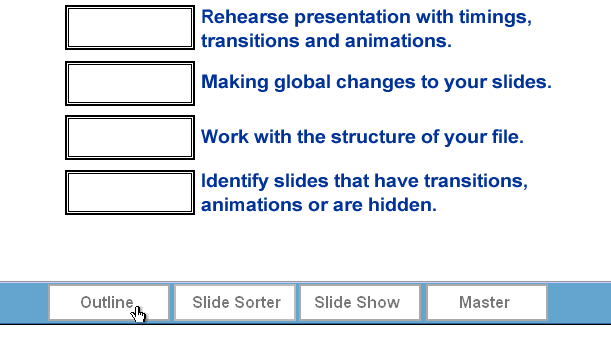 Rehearse presentation with timings,
transitions and animations.
Making global changes to your slides.
Work with the structure of your file.
Identify slides that have transitions,
animations or are hidden.
Outline Slide Sorter Slide Show Master